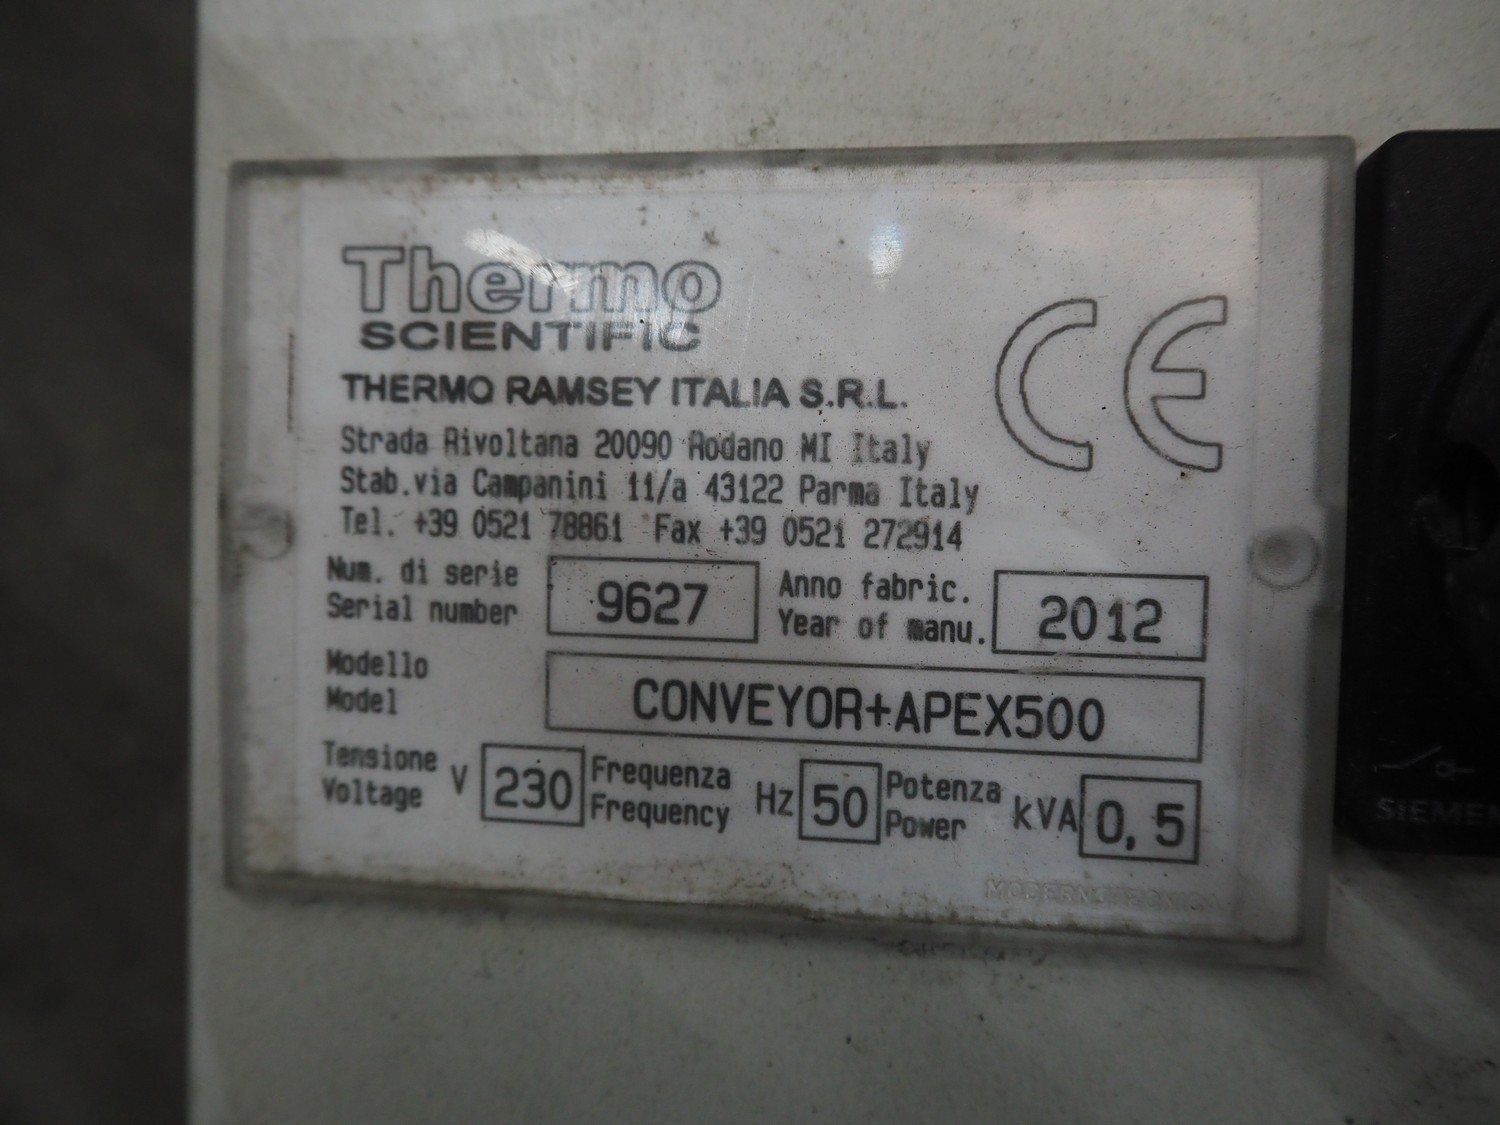 Thermo
SCIENTIFIC
CE
THERMO RAMSEY ITALIA S.R.L.
Strada Rivoltana 20090 Rodano MI Italy
Stab.via Campanini 11/a 43122 Parma Italy
Tel. +39 0521 78861 Fax +39 0521 272914
Num. di serie
Serial number
9627
Anno fabric.
Year of manu.
2012
Modello
Model
CONVEYOR+APEX500
Tensione
Voltage
V
230
Frequenza
Frequency
Hz
50
Potenza
Power
kVA
0,5
MODERNOTECNICA